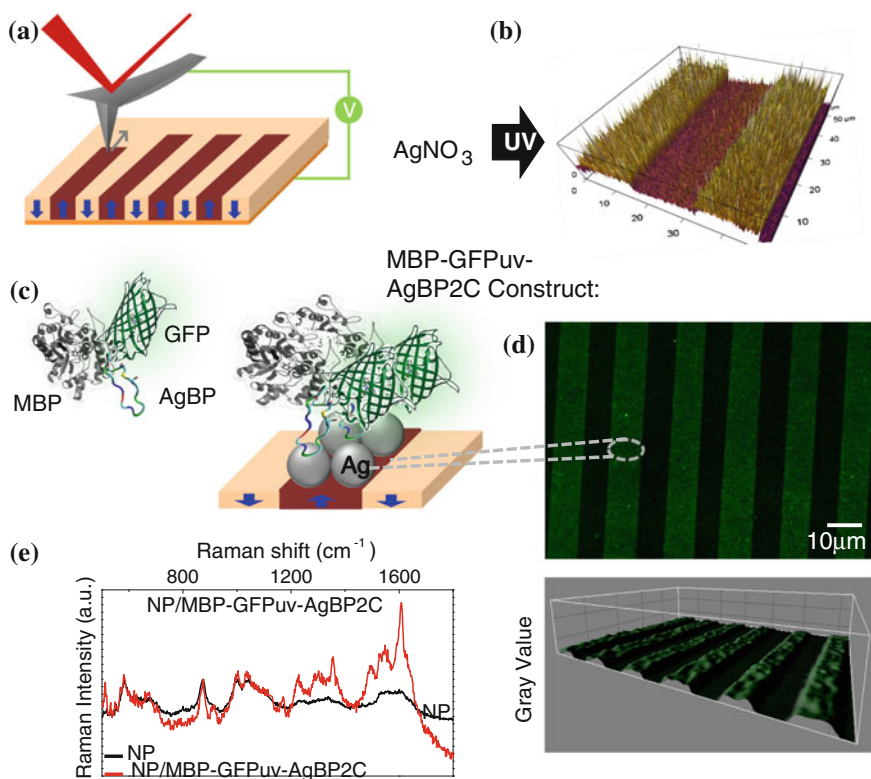 (a)
V
(b)
AgNO3
UV
50 µm
40
30
20
10
0
0
10
20
30
MBP-GFPuv-
AgBP2C Construct:
(c)
GFP
MBP
AgBP
Ag
(d)
10µm
(e)
Raman shift (cm-1)
800
1200
1600
NP/MBP-GFPuv-AgBP2C
Raman Intensity (a.u.)
NP
NP
NP/MBP-GFPuv-AgBP2C
Gray Value